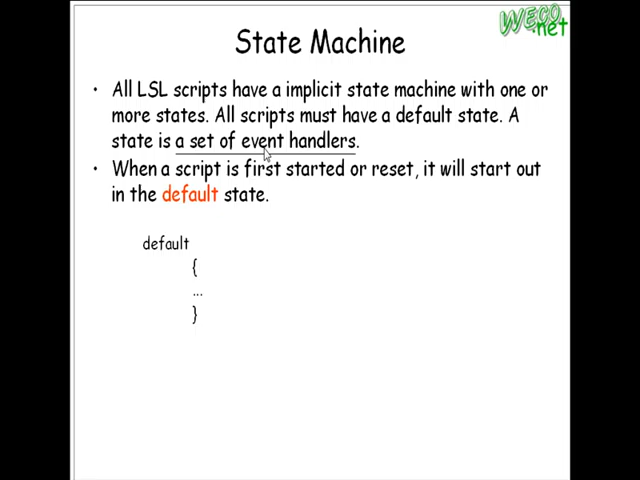 WECO
.net
State Machine
• All LSL scripts have a implicit state machine with one or
more states. All scripts must have a default state. A
state is a set of event handlers.
• When a script is first started or reset, it will start out
in the default state.
default
{
...
}